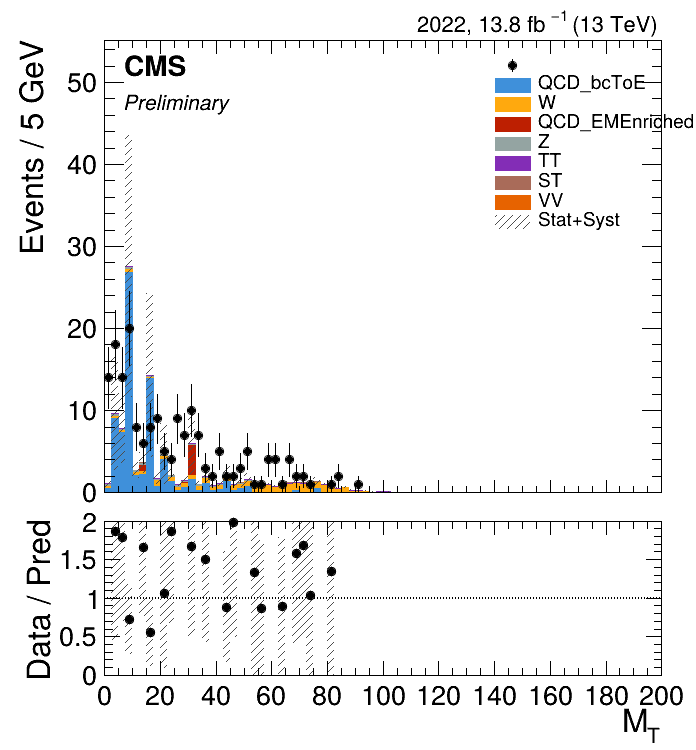 2022, 13.8 fb⁻¹ (13 TeV)
Events / 5 GeV
CMS
Preliminary
QCD_bcToE
W
QCD_EMEnriched
Z
TT
ST
VV
Stat+Syst
50
40
30
20
10
0
Data / Pred
2
1.5
1
0.5
0
0 20 40 60 80 100 120 140 160 180 200
M_T